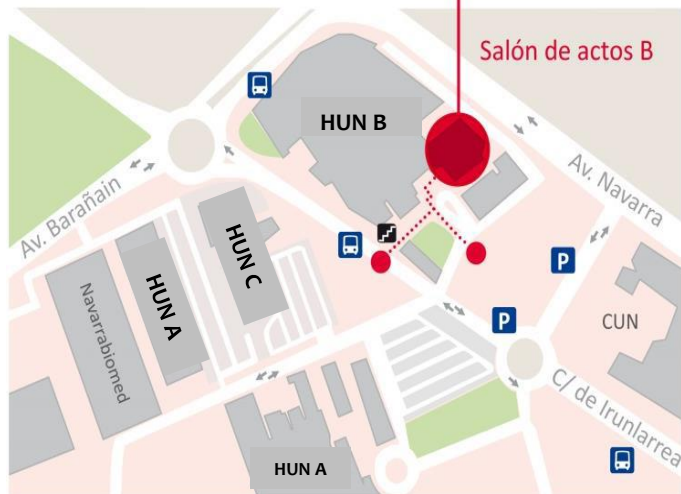 Salón de actos B
HUN B
Av. Navarra
Av. Barañain
HUN C
HUN A
Navarrabiomed
P
P
CUN
C/ de Irunlarrea
HUN A